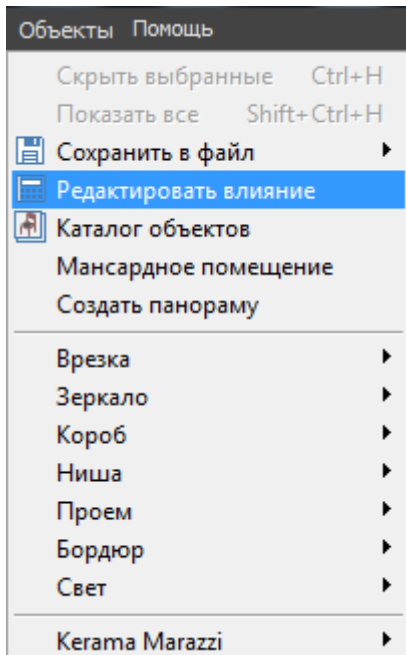 Объекты Помощь
Скрыть выбранные Ctrl+H
Показать все Shift+Ctrl+H
Сохранить в файл
Редактировать влияние
Каталог объектов
Мансардное помещение
Создать панораму
Врезка
Зеркало
Короб
Ниша
Проем
Бордюр
Свет
Kerama Marazzi